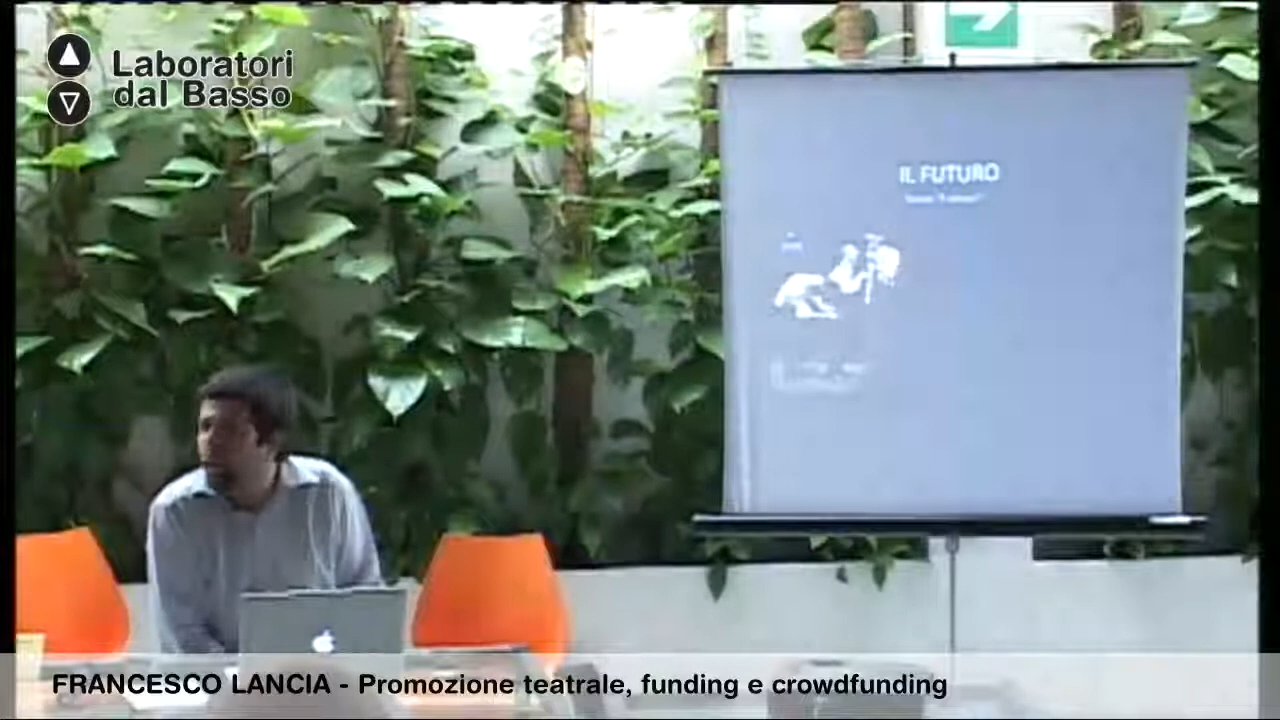 Laboratori
dal Basso
IL FUTURO
FRANCESCO LANCIA - Promozione teatrale, funding e crowdfunding